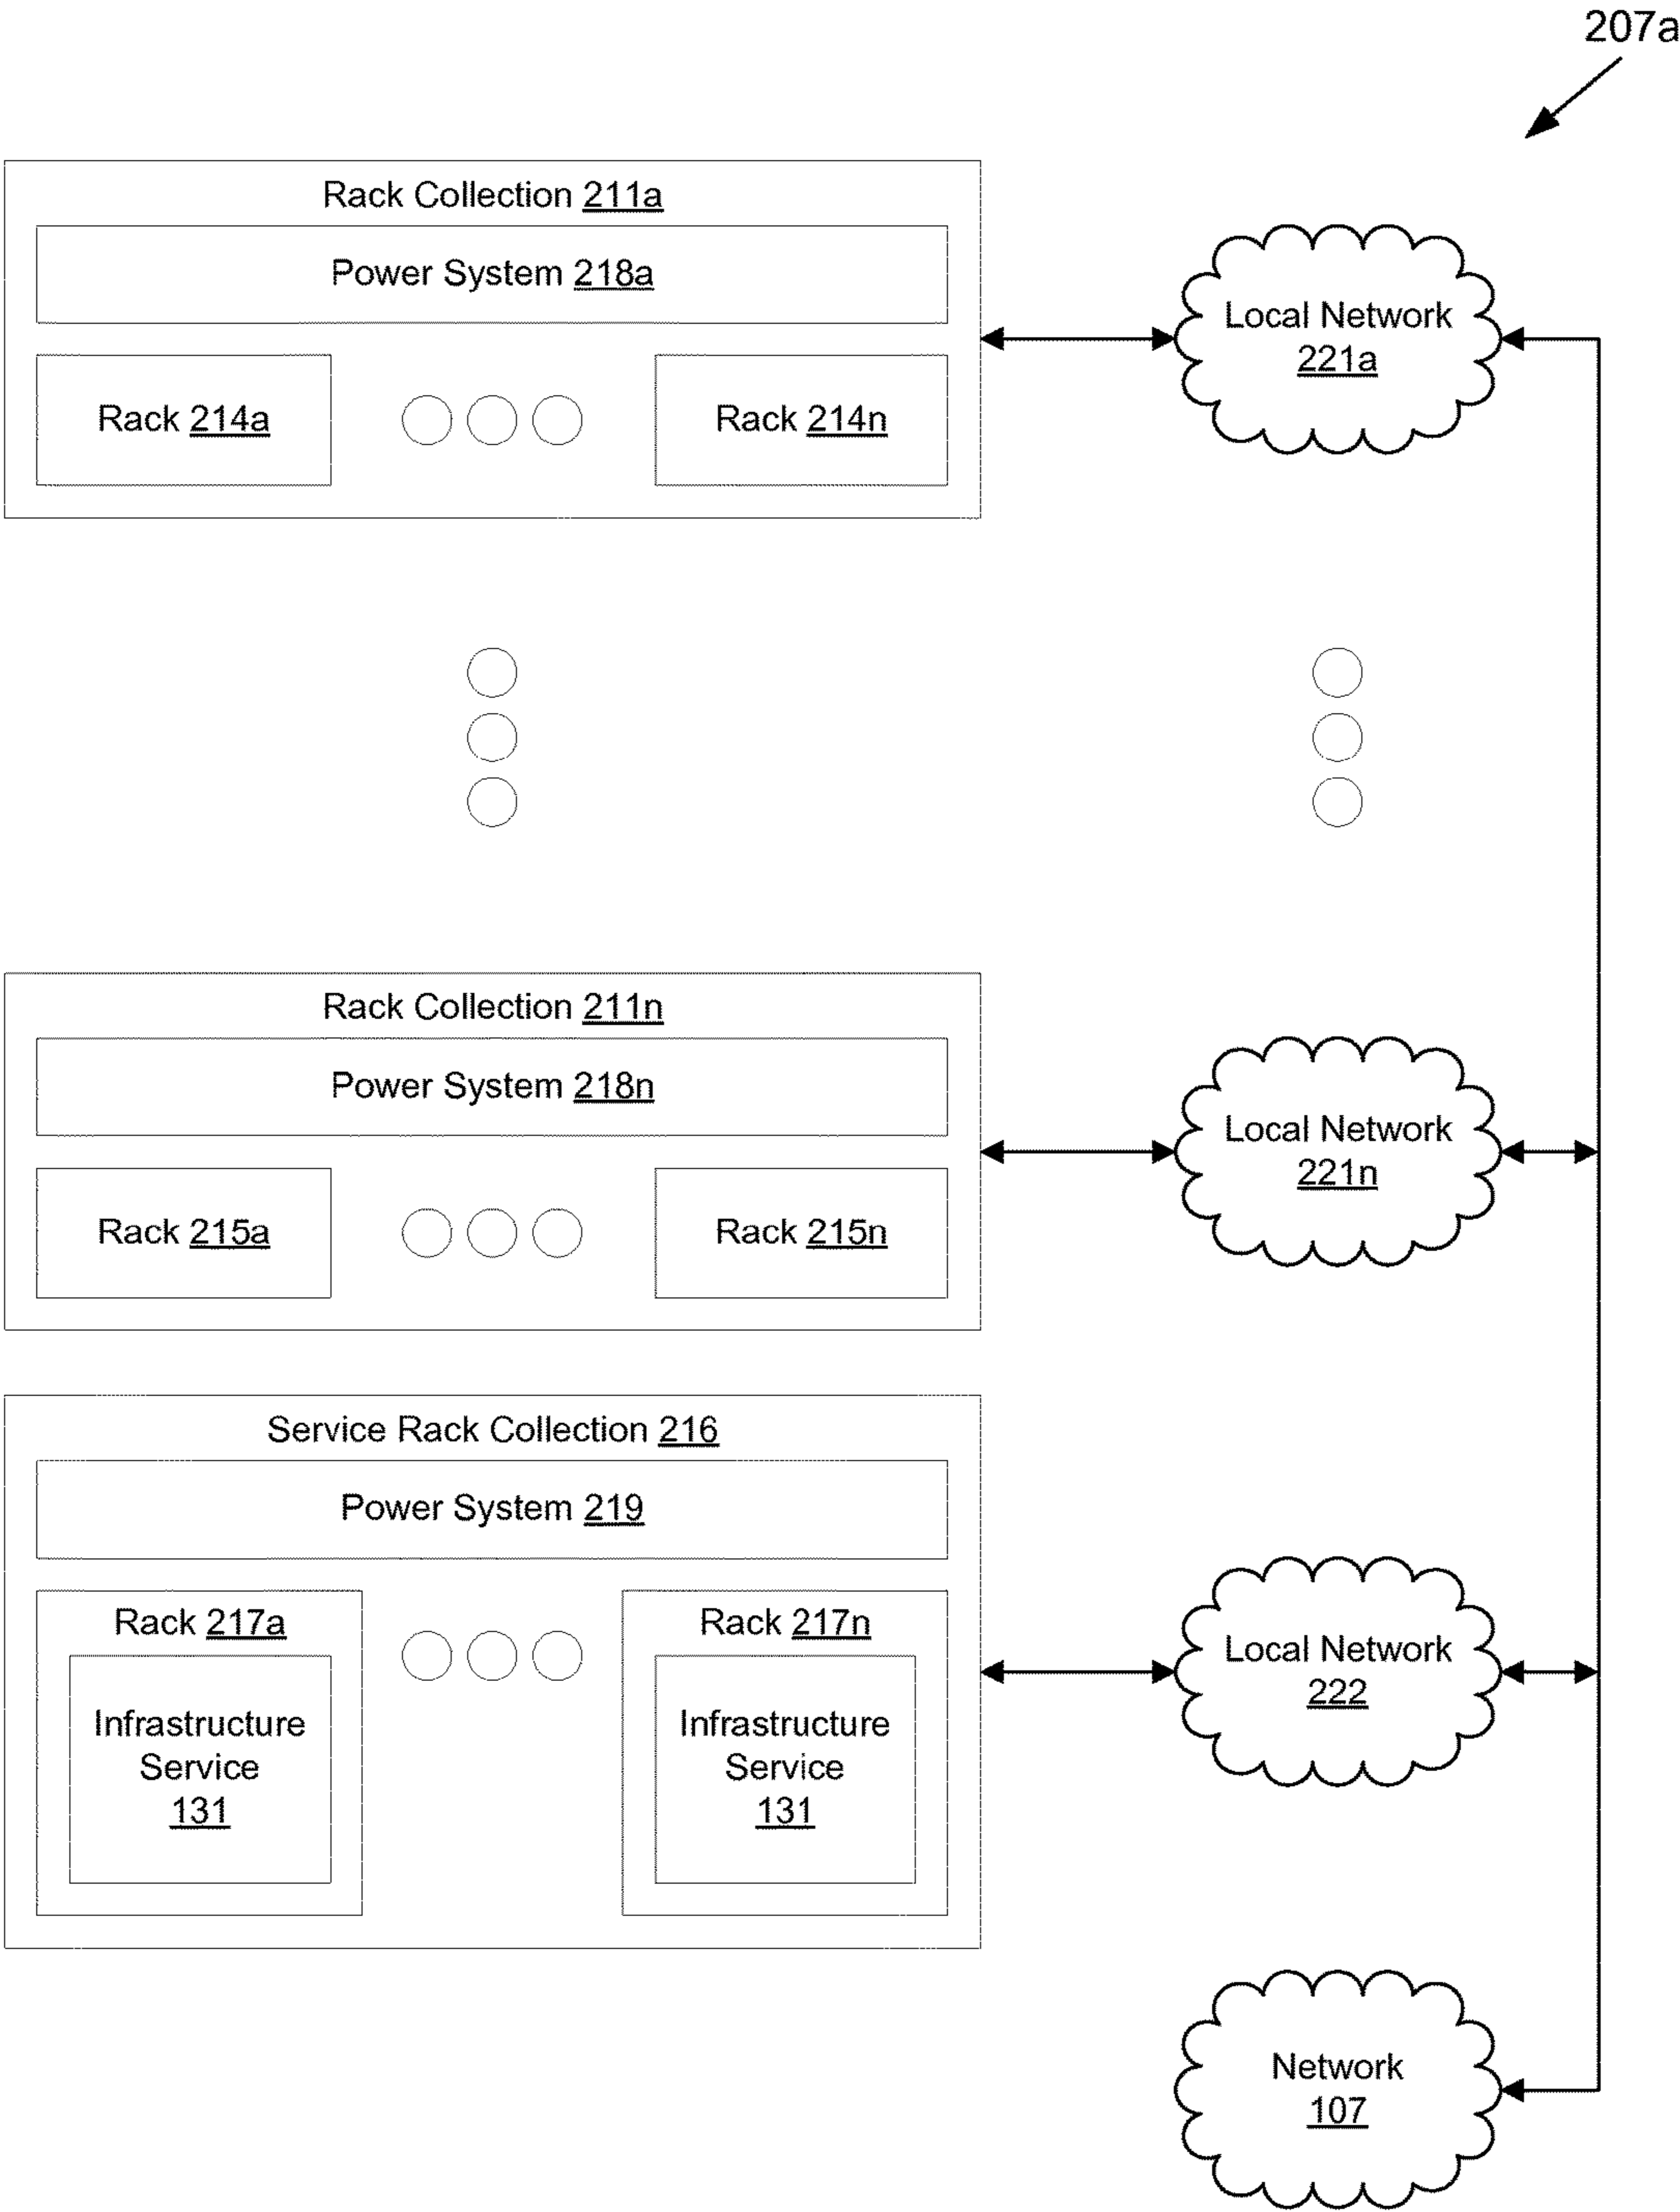 207a
Rack Collection 211a
Power System 218a
Rack 214a
Rack 214n
Local Network
221a
Rack Collection 211n
Power System 218n
Rack 215a
Rack 215n
Local Network
221n
Service Rack Collection 216
Power System 219
Rack 217a
Infrastructure
Service
131
Rack 217n
Infrastructure
Service
131
Local Network
222
Network
107